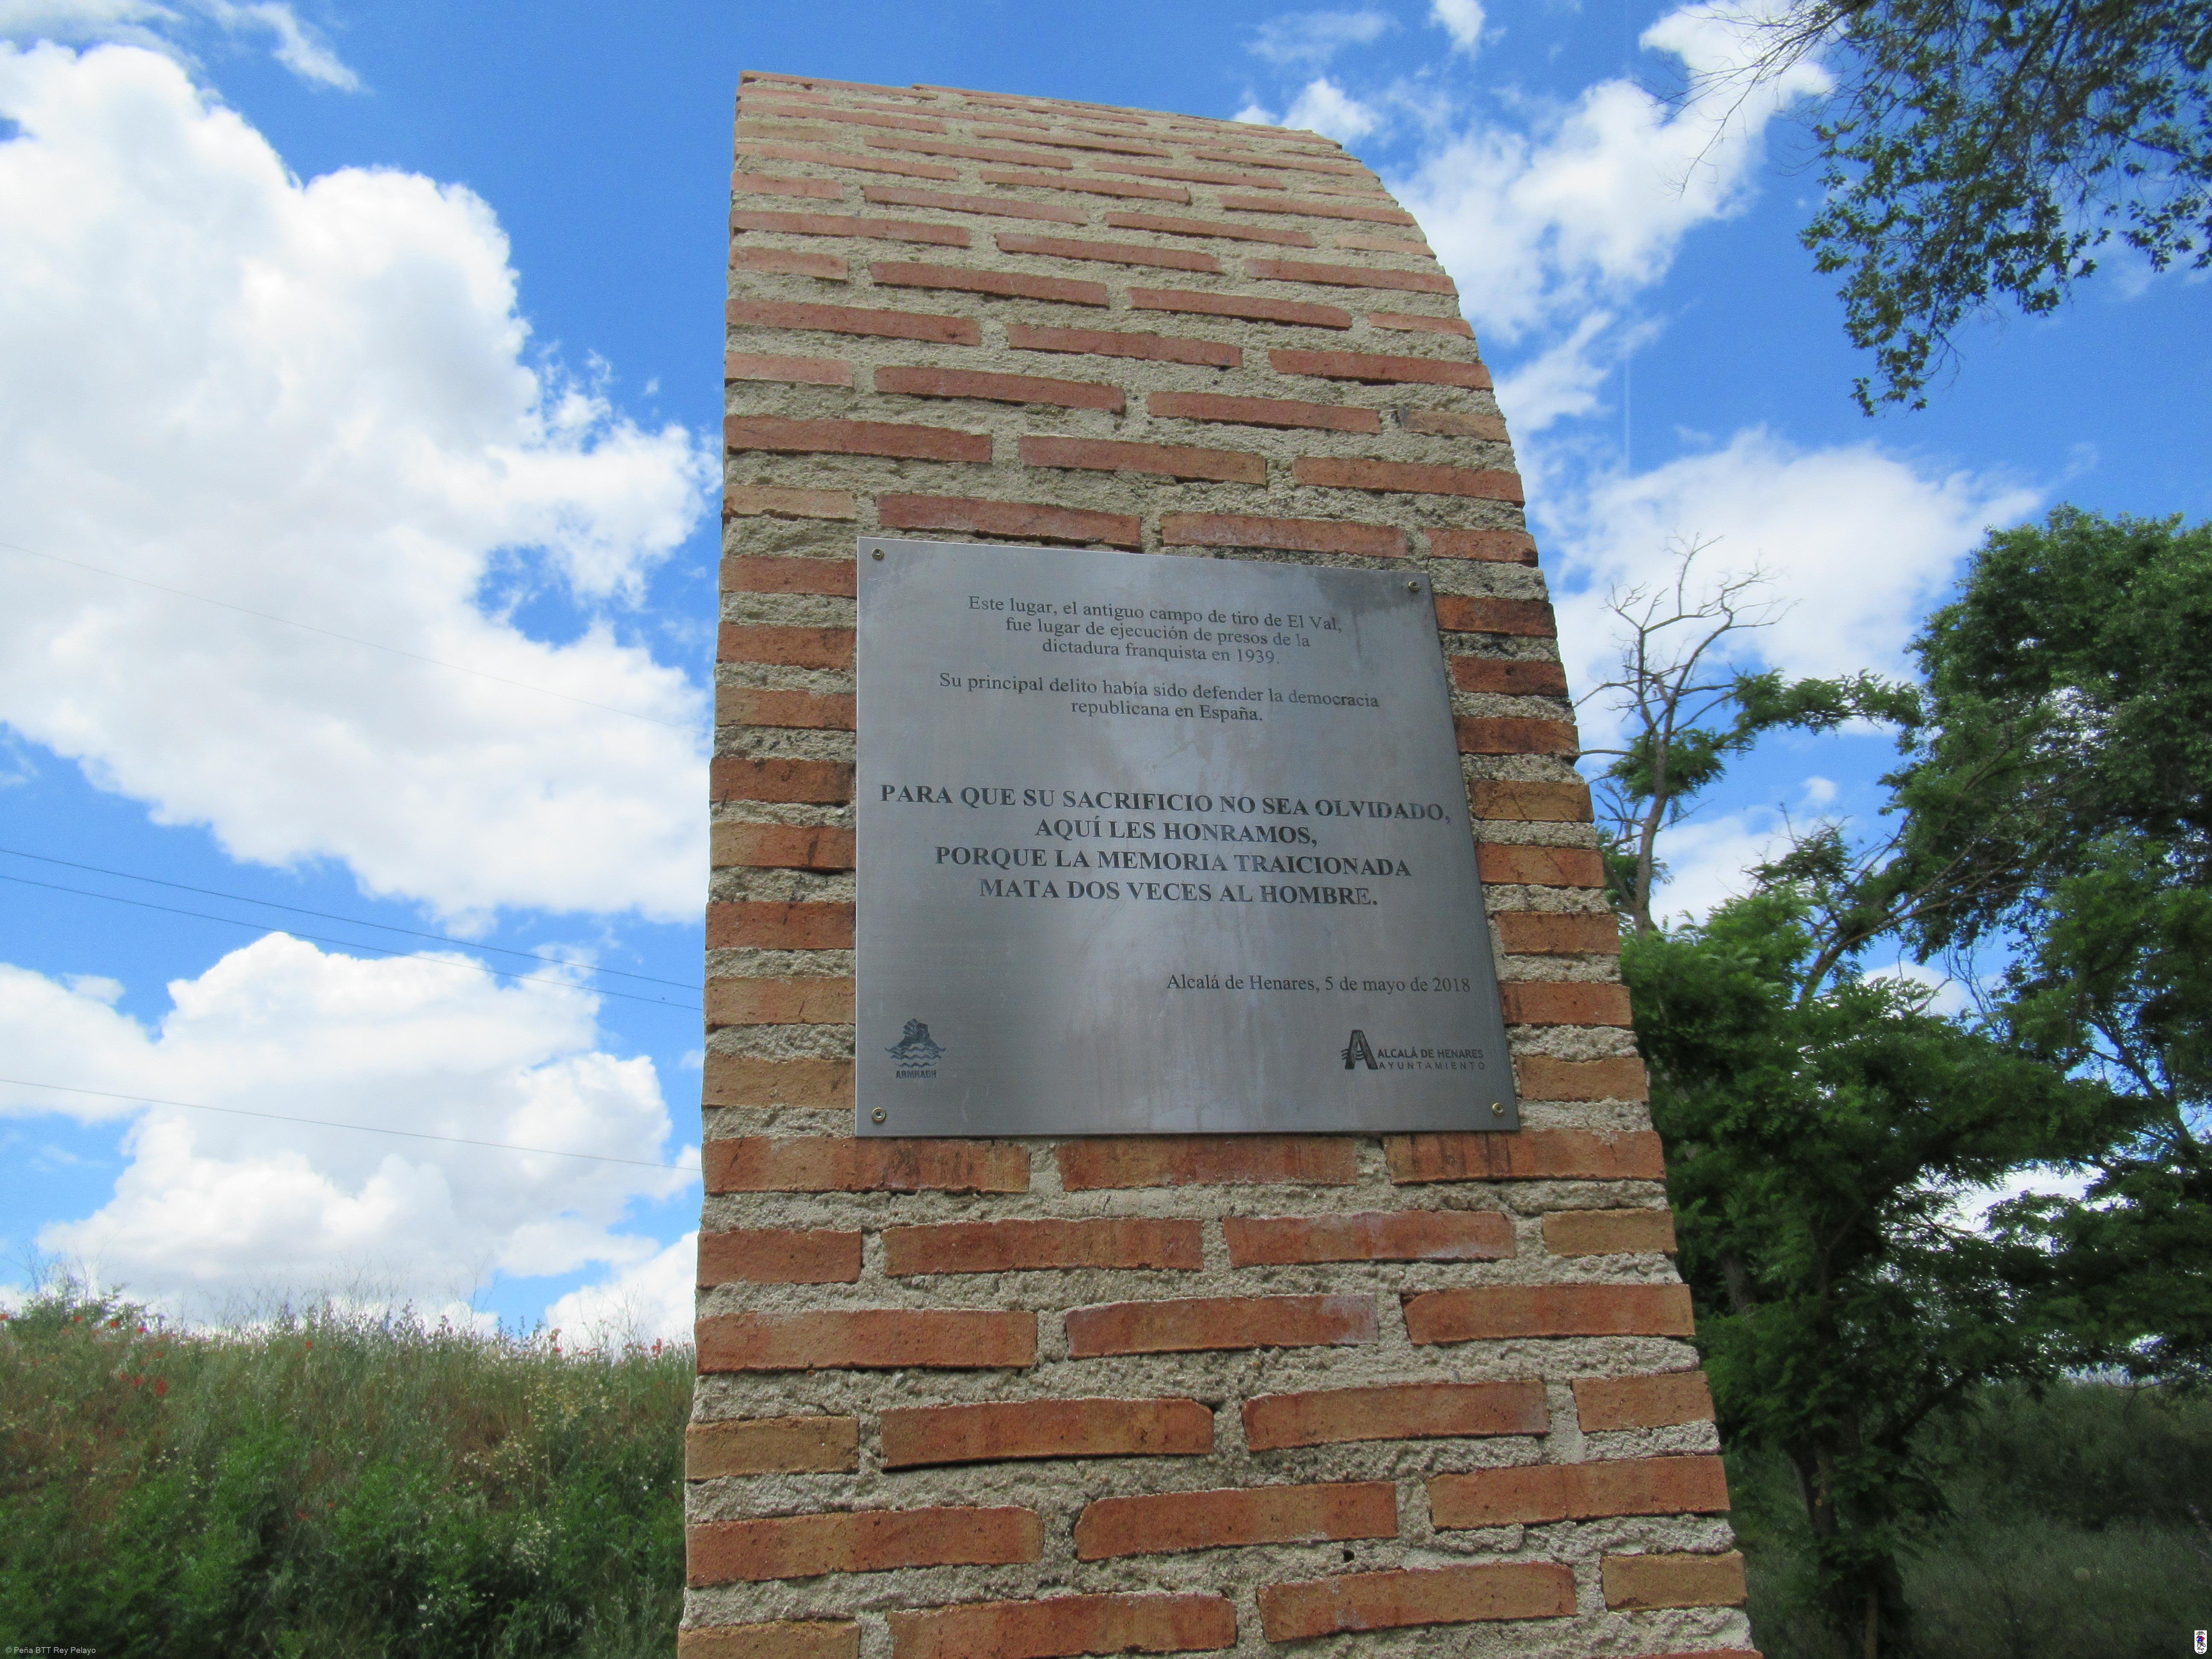 Este lugar, el antiguo campo de tiro de El Val,
fue lugar de ejecución de presos de la
dictadura franquista en 1939.
Su principal delito había sido defender la democracia
republicana en España.
PARA QUE SU SACRIFICIO NO SEA OLVIDADO,
AQUÍ LES HONRAMOS,
PORQUE LA MEMORIA TRAICIONADA
MATA DOS VECES AL HOMBRE.
Alcalá de Henares, 5 de mayo de 2018
ALCALÁ DE HENARES
AYUNTAMIENTO
© Peña BTT Rey Pelayo